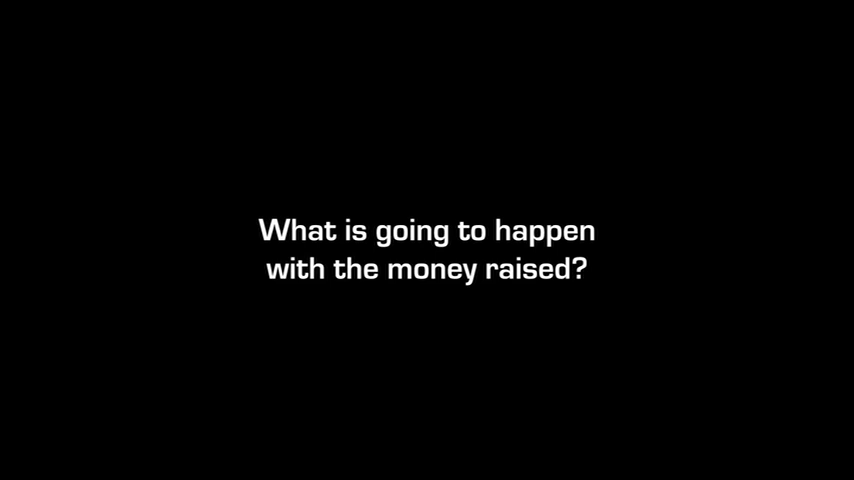 What is going to happen
with the money raised?